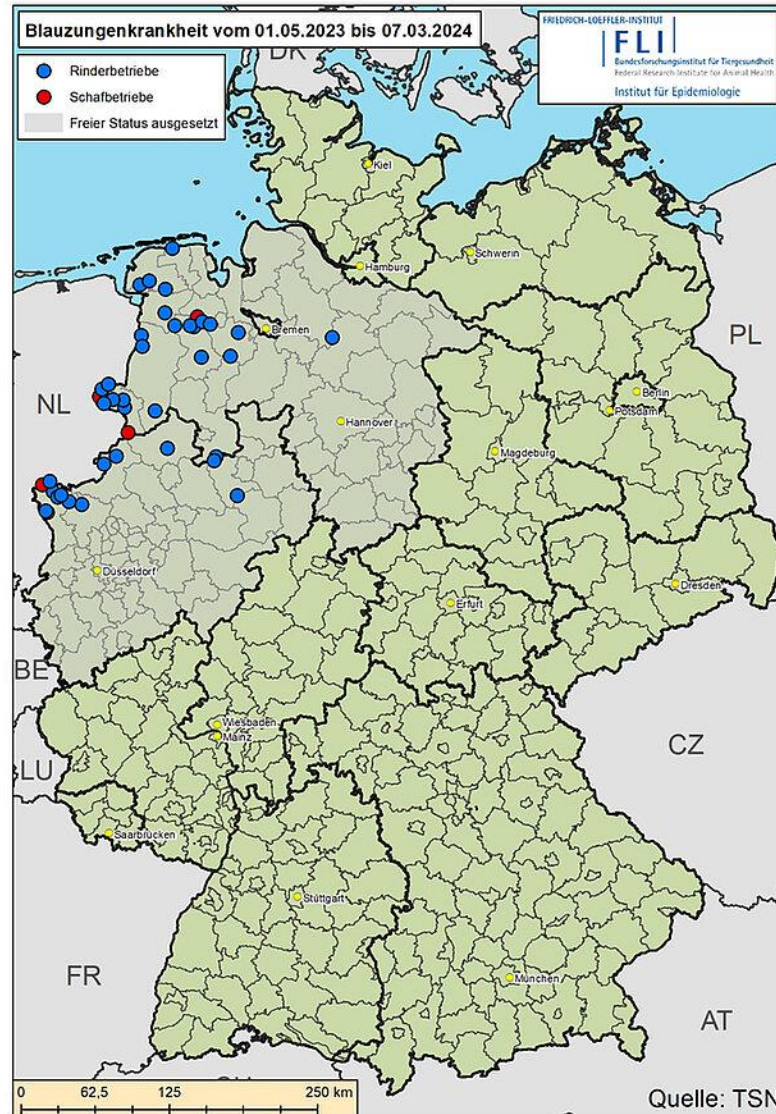 Blauzungenkrankheit vom 01.05.2023 bis 07.03.2024
FRIEDRICH-LOEFFLER-INSTITUT
FLI
Bundesforschungsinstitut für Tiergesundheit
Federal Research Institute for Animal Health
Institut für Epidemiologie
Rinderbetriebe
Schafbetriebe
Freier Status ausgesetzt
DK
Kiel
Schwerin
Hamburg
Bremen
PL
NL
Berlin
Potsdam
Hannover
Magdeburg
Düsseldorf
Dresden
Erfurt
BE
Wiesbaden
Mainz
CZ
LU
Saarbrücken
Stuttgart
FR
München
AT
0 62,5 125 250 km
Quelle: TSN